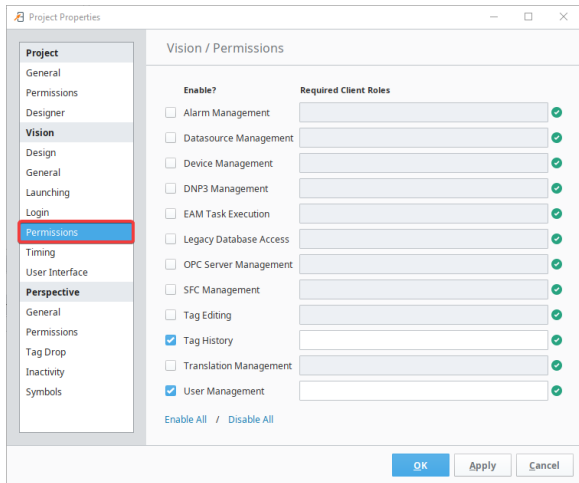 Project Properties
Project
General
Permissions
Designer
Vision
Design
General
Launching
Login
Permissions
Timing
User Interface
Perspective
General
Permissions
Tag Drop
Inactivity
Symbols
Vision / Permissions
Enable? Required Client Roles
Alarm Management
Datasource Management
Device Management
DNP3 Management
EAM Task Execution
Legacy Database Access
OPC Server Management
SFC Management
Tag Editing
Tag History
Translation Management
User Management
Enable All / Disable All
OK Apply Cancel